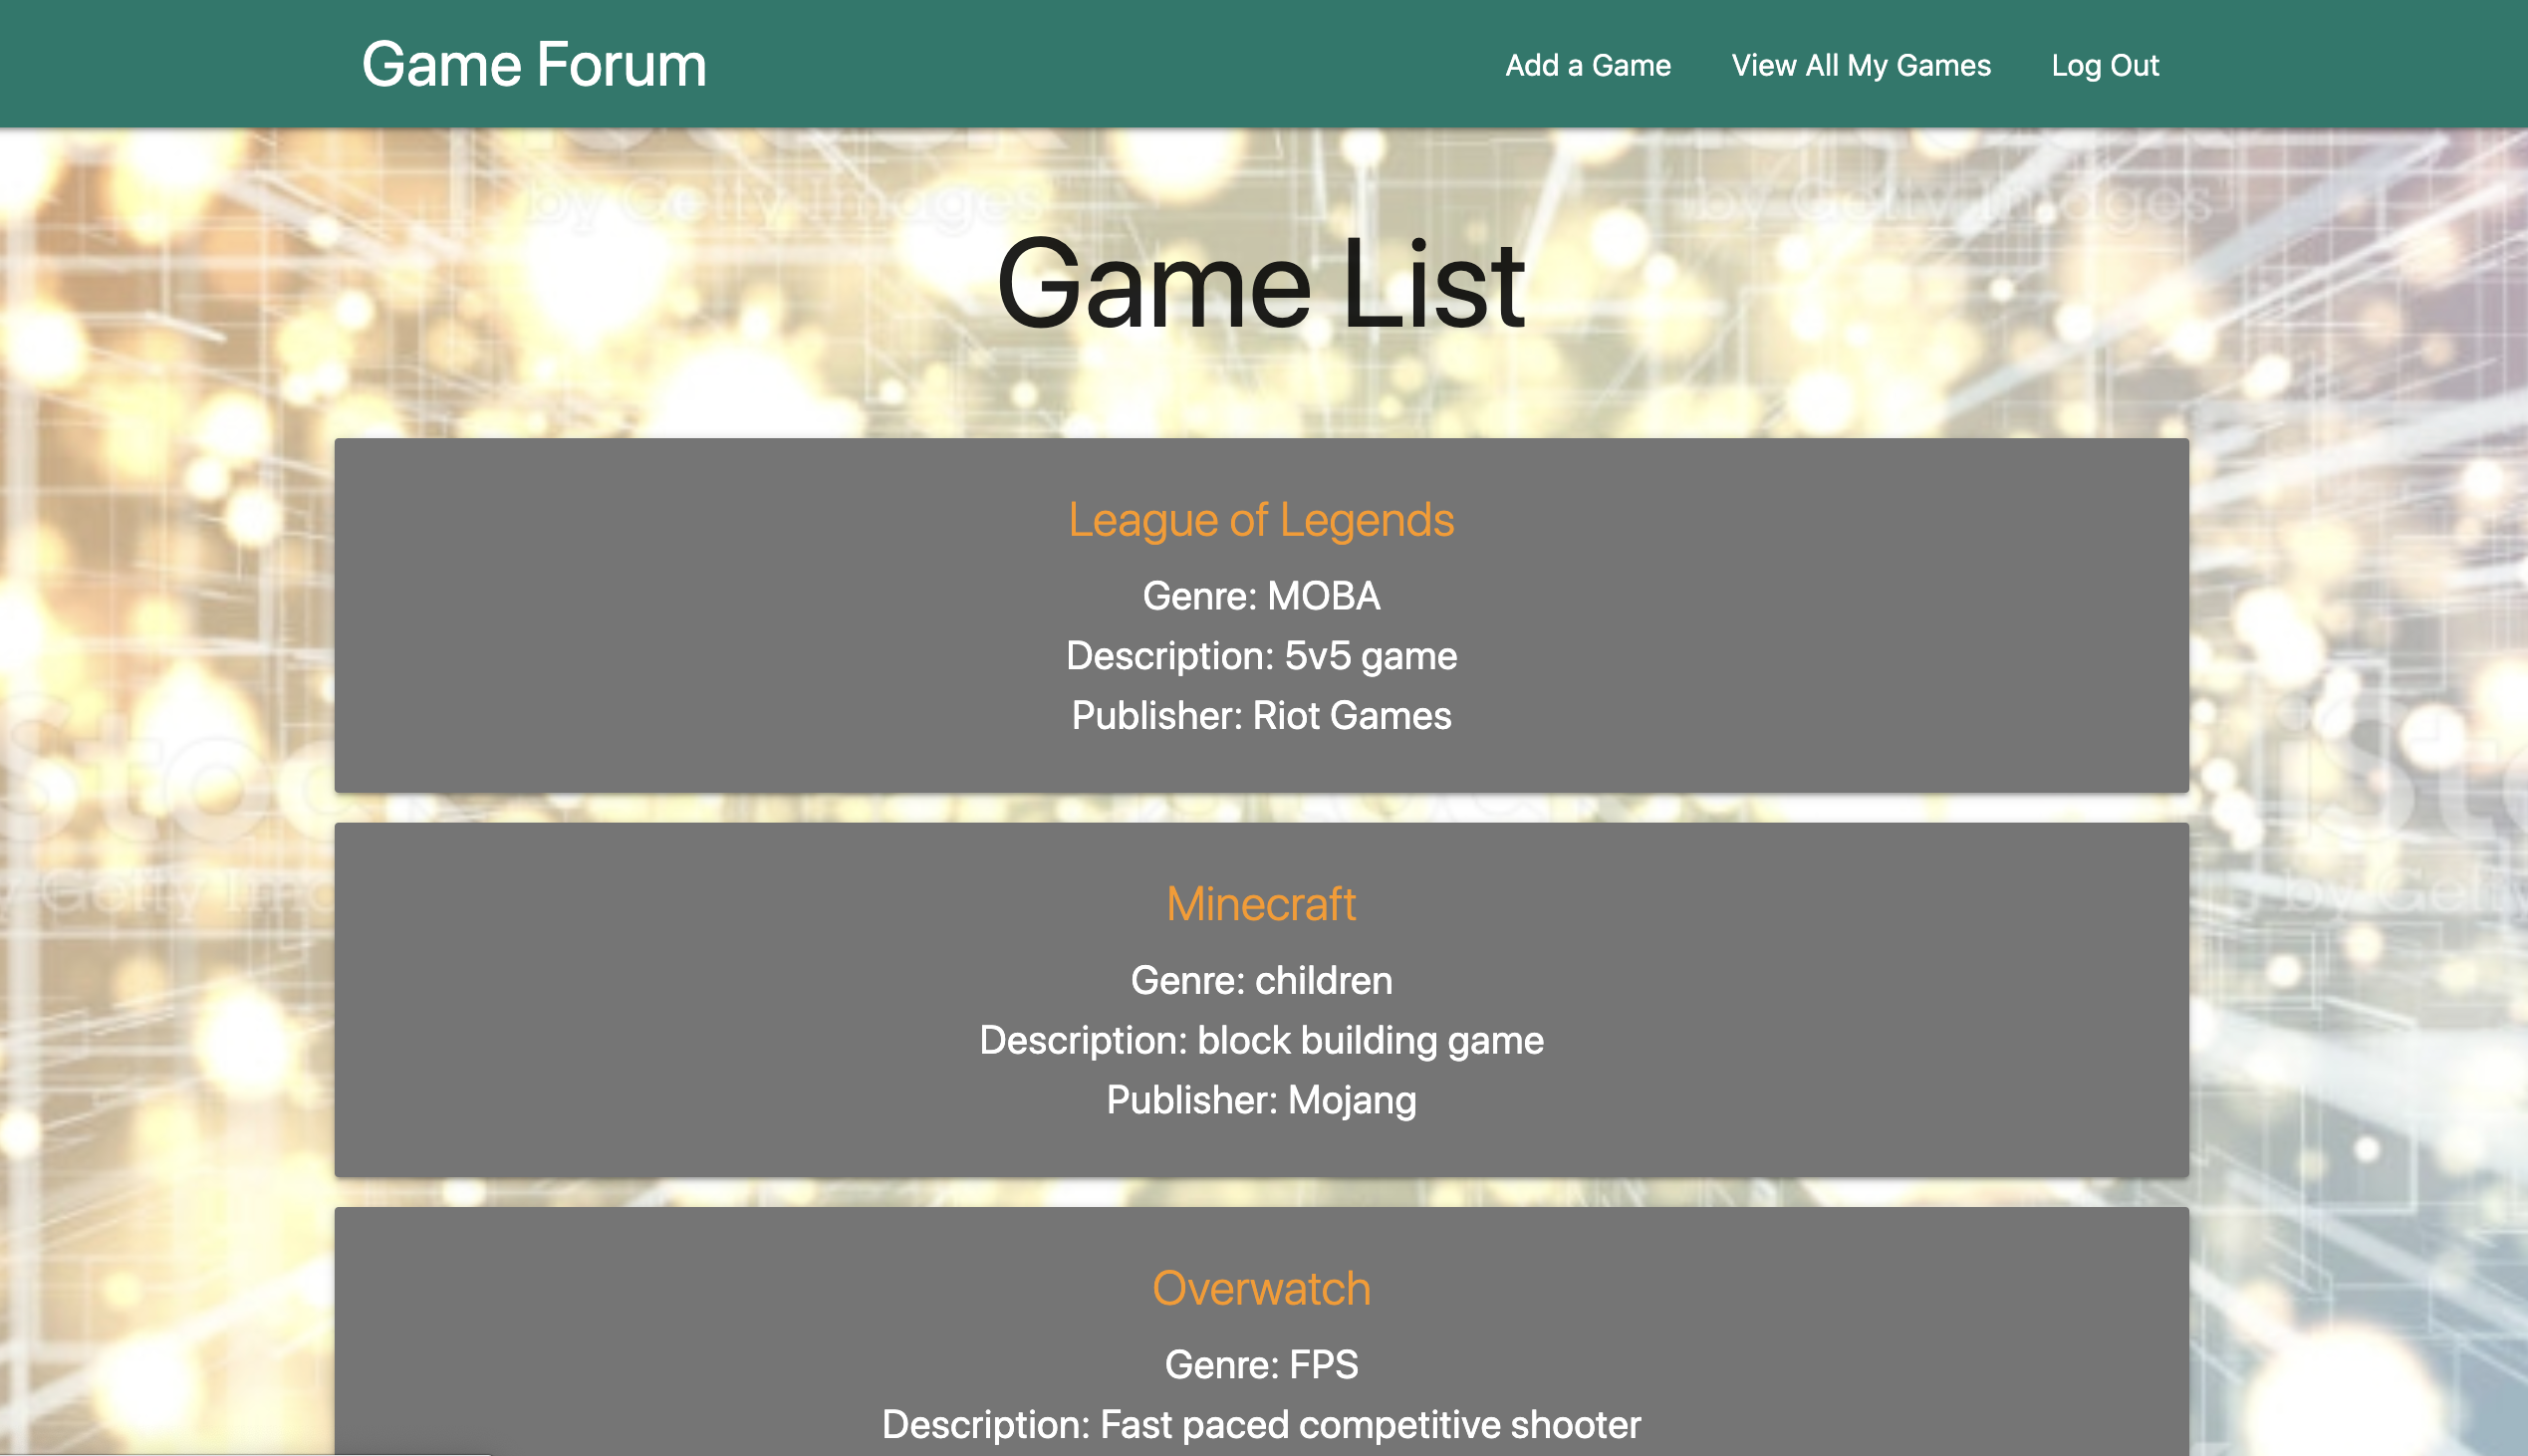 Game Forum
Add a Game
View All My Games
Log Out
by Getty Images
by Getty Images
Game List
League of Legends
Genre: MOBA
Description: 5v5 game
Publisher: Riot Games
Minecraft
Genre: children
Description: block building game
Publisher: Mojang
Overwatch
Genre: FPS
Description: Fast paced competitive shooter